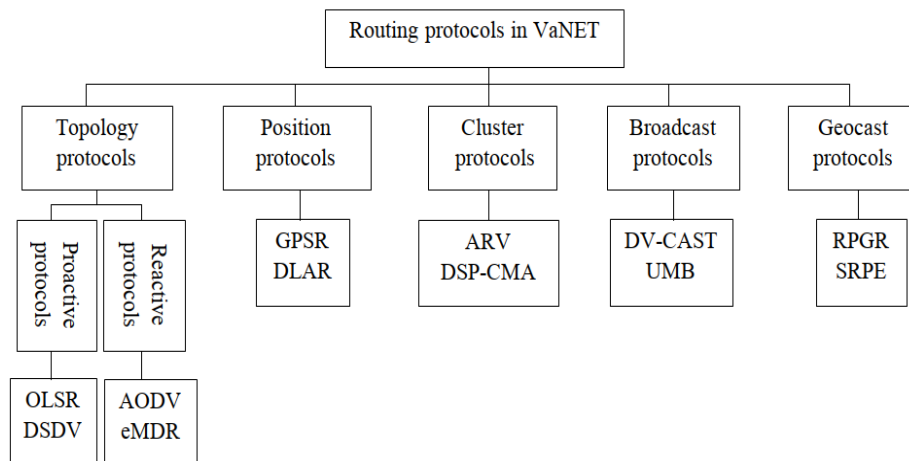 Routing protocols in VaNET
Topology
protocols
Position
protocols
Cluster
protocols
Broadcast
protocols
Geocast
protocols
Proactive
protocols
Reactive
protocols
GPSR
DLAR
ARV
DSP-CMA
DV-CAST
UMB
RPGR
SRPE
OLSR
DSDV
AODV
eMDR